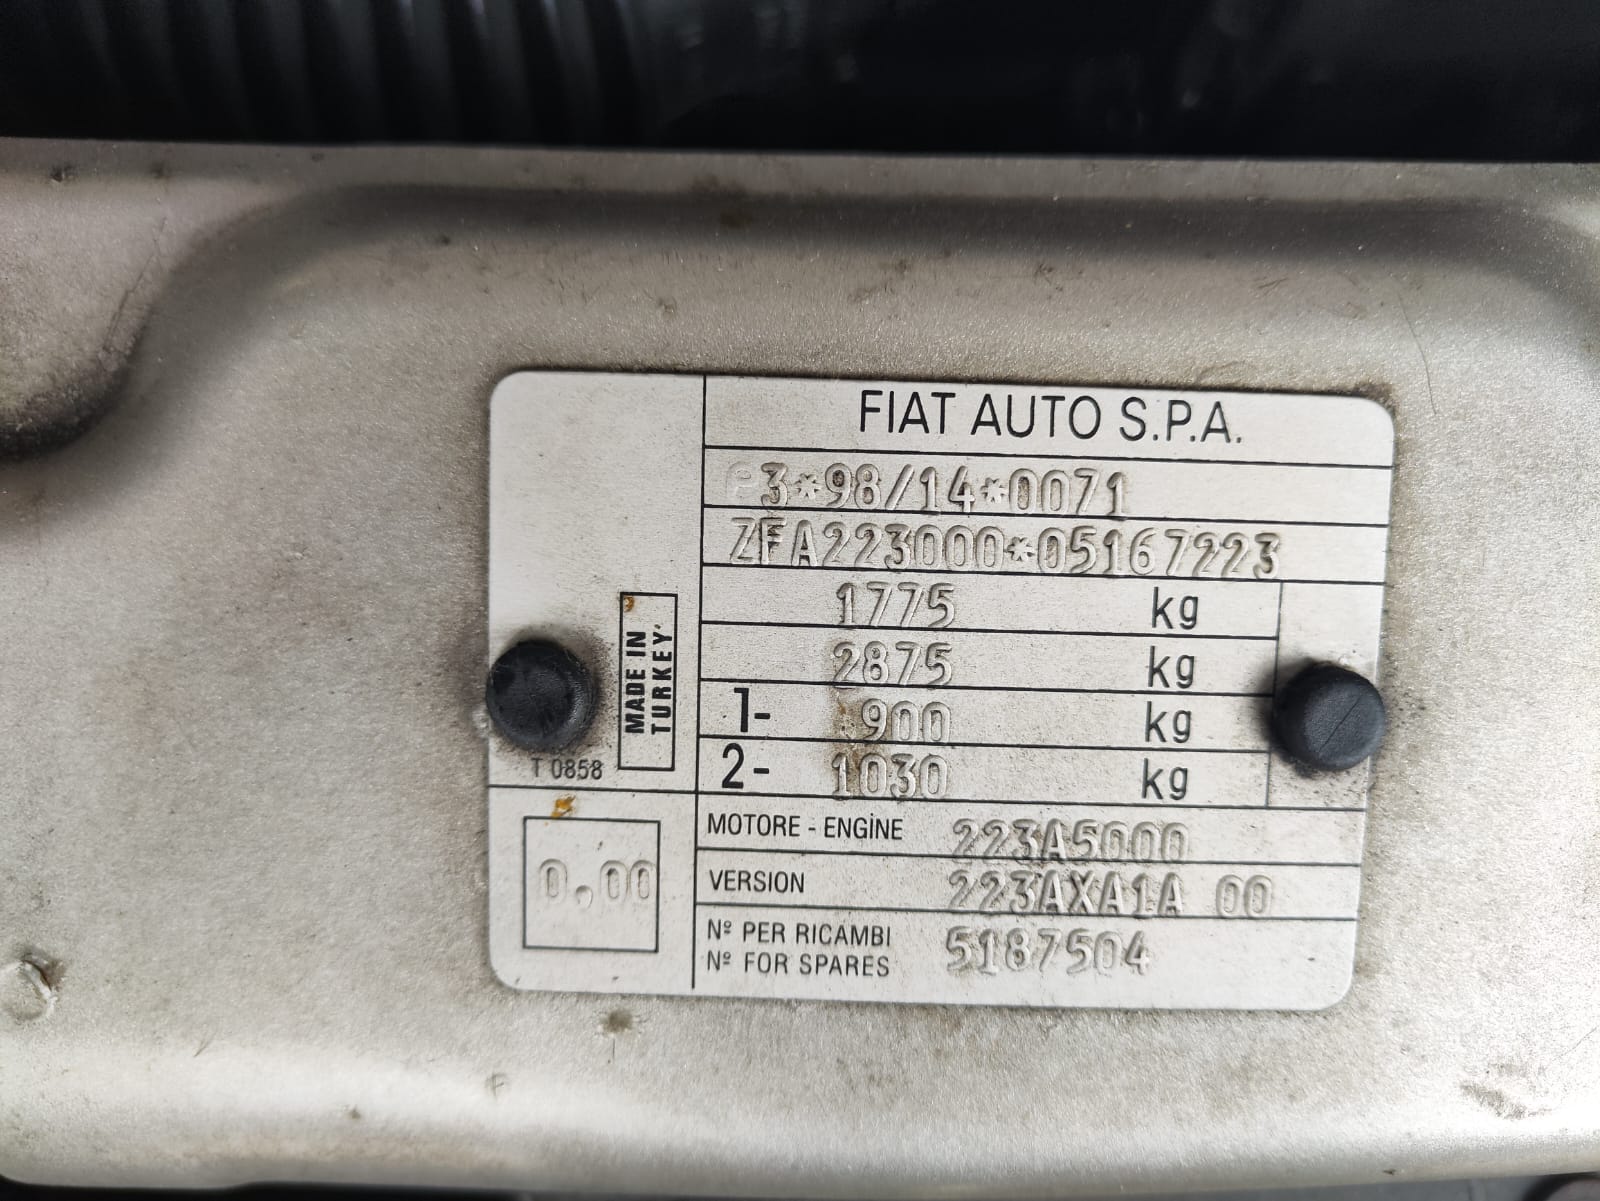 FIAT AUTO S.P.A.
e3*98/14*0071
ZFA223000*05167223
1775 kg
2875 kg
1- 900 kg
2- 1030 kg
MADE IN
TURKEY
T 0858
0,00
MOTORE - ENGİNE 223A5000
VERSION 223AXA1A 00
Nº PER RICAMBI
Nº FOR SPARES 5187504